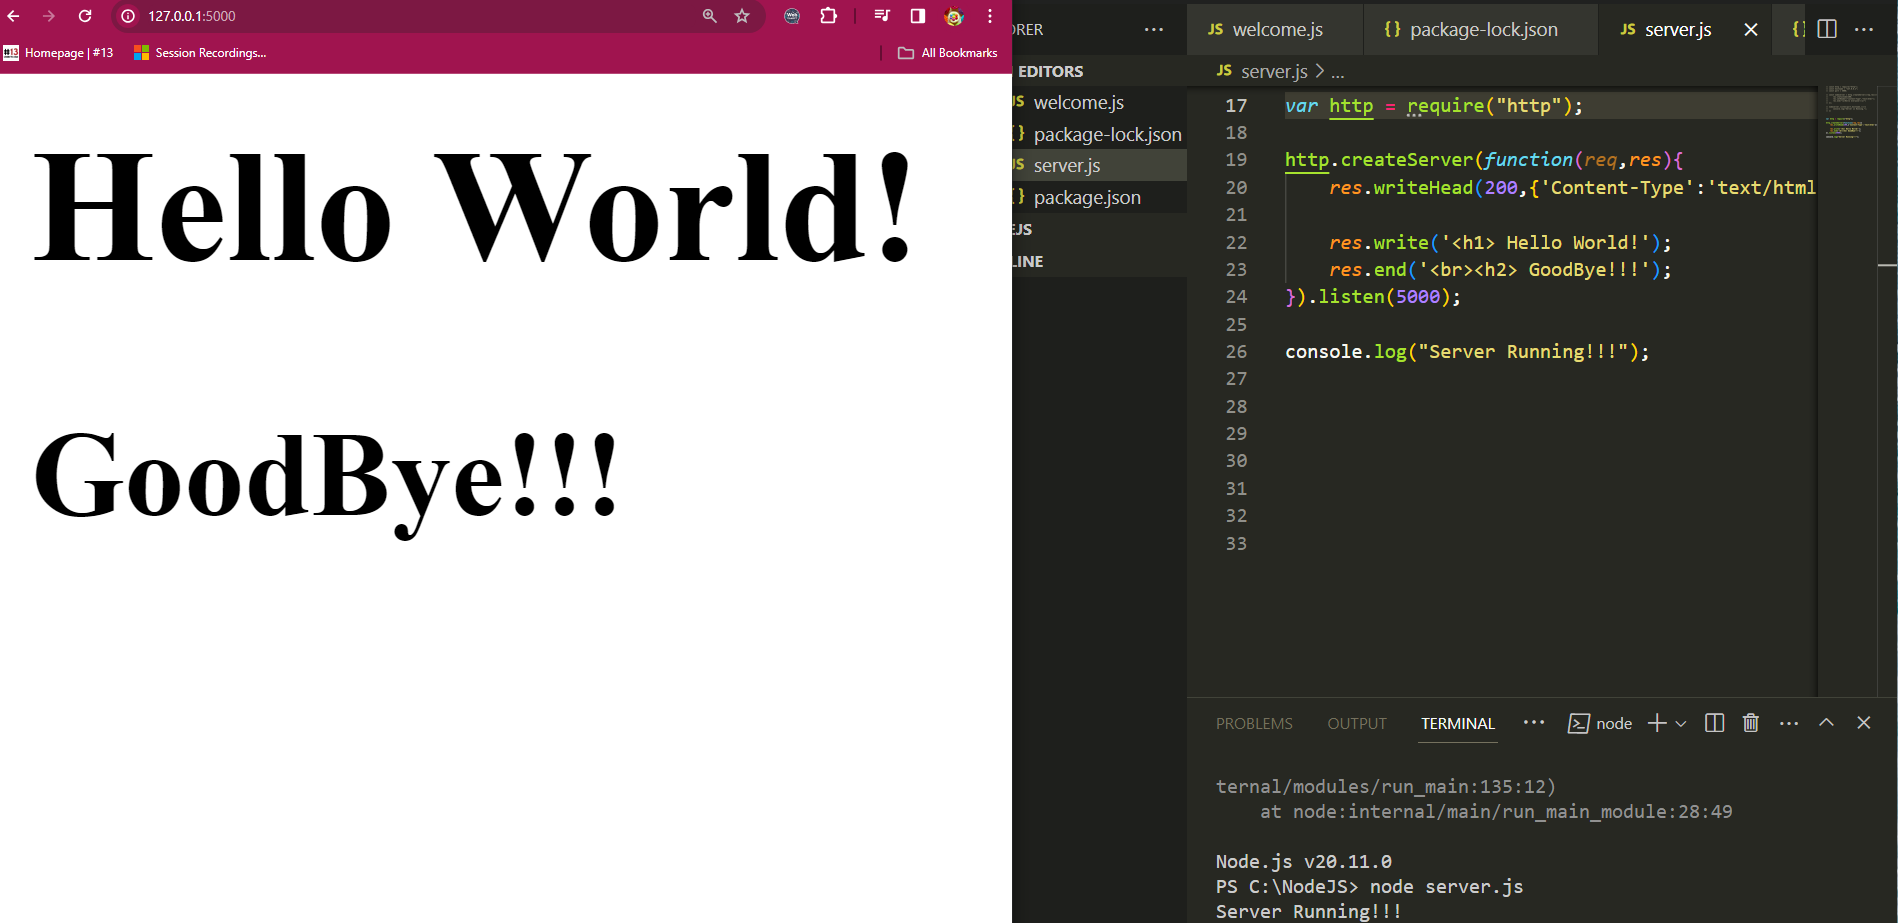 127.0.0.1:5000
Homepage | #13
Session Recordings...
All Bookmarks
Hello World!
GoodBye!!!
ORER
EDITORS
JS welcome.js
{} package-lock.json
JS server.js
{} package.json
EJS
LINE
JS welcome.js
{} package-lock.json
JS server.js
JS server.js > ...
17 var http = require("http");
18
19 http.createServer(function(req,res){
20 res.writeHead(200,{'Content-Type':'text/html
21
22 res.write('<h1> Hello World!');
23 res.end('<br><h2> GoodBye!!!');
24 }).listen(5000);
25
26 console.log("Server Running!!!");
27
28
29
30
31
32
33
PROBLEMS OUTPUT TERMINAL ... node
ternal/modules/run_main:135:12)
at node:internal/main/run_main_module:28:49
Node.js v20.11.0
PS C:\NodeJS> node server.js
Server Running!!!